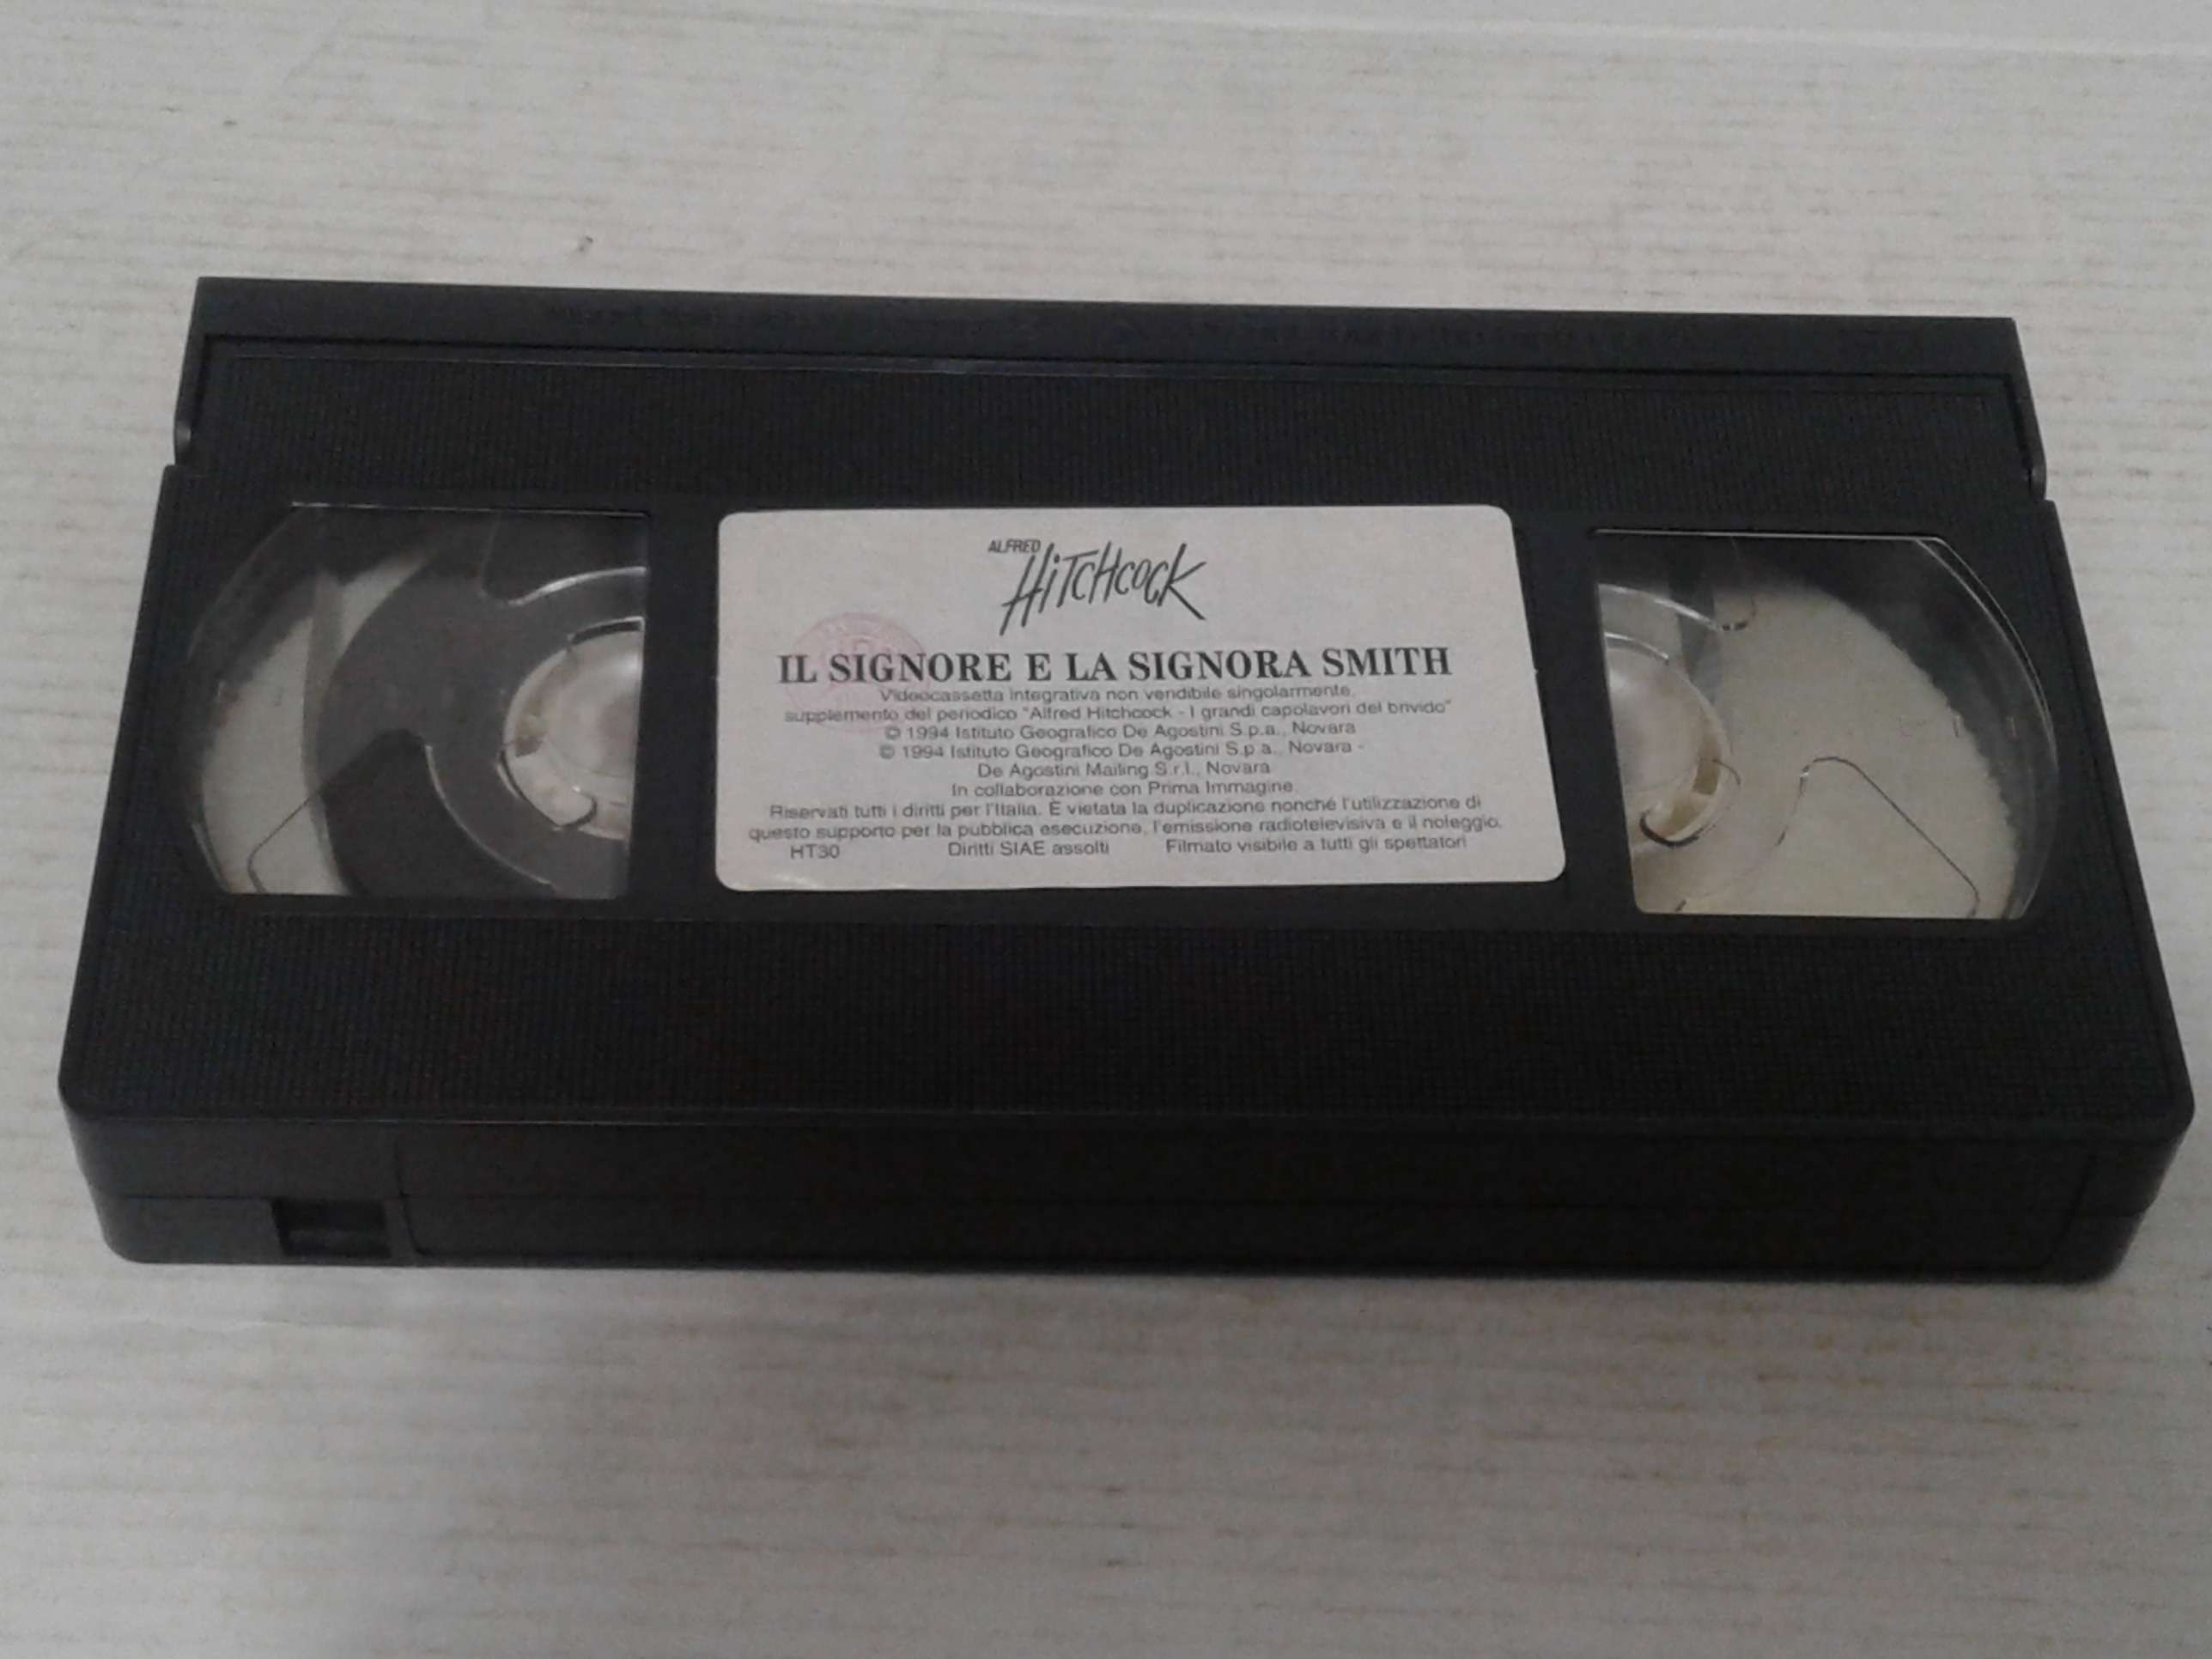 ALFRED
HITCHCOCK
IL SIGNORE E LA SIGNORA SMITH
Videocassetta integrativa non vendibile singolarmente,
supplemento del periodico "Alfred Hitchcock - I grandi capolavori del brivido"
℗ 1994 Istituto Geografico De Agostini S.p.a., Novara
© 1994 Istituto Geografico De Agostini S.p.a., Novara -
De Agostini Mailing S.r.l., Novara
In collaborazione con Prima Immagine
Riservati tutti i diritti per l'Italia. È vietata la duplicazione nonché l'utilizzazione di
questo supporto per la pubblica esecuzione, l'emissione radiotelevisiva e il noleggio.
HT30 Diritti SIAE assolti Filmato visibile a tutti gli spettatori